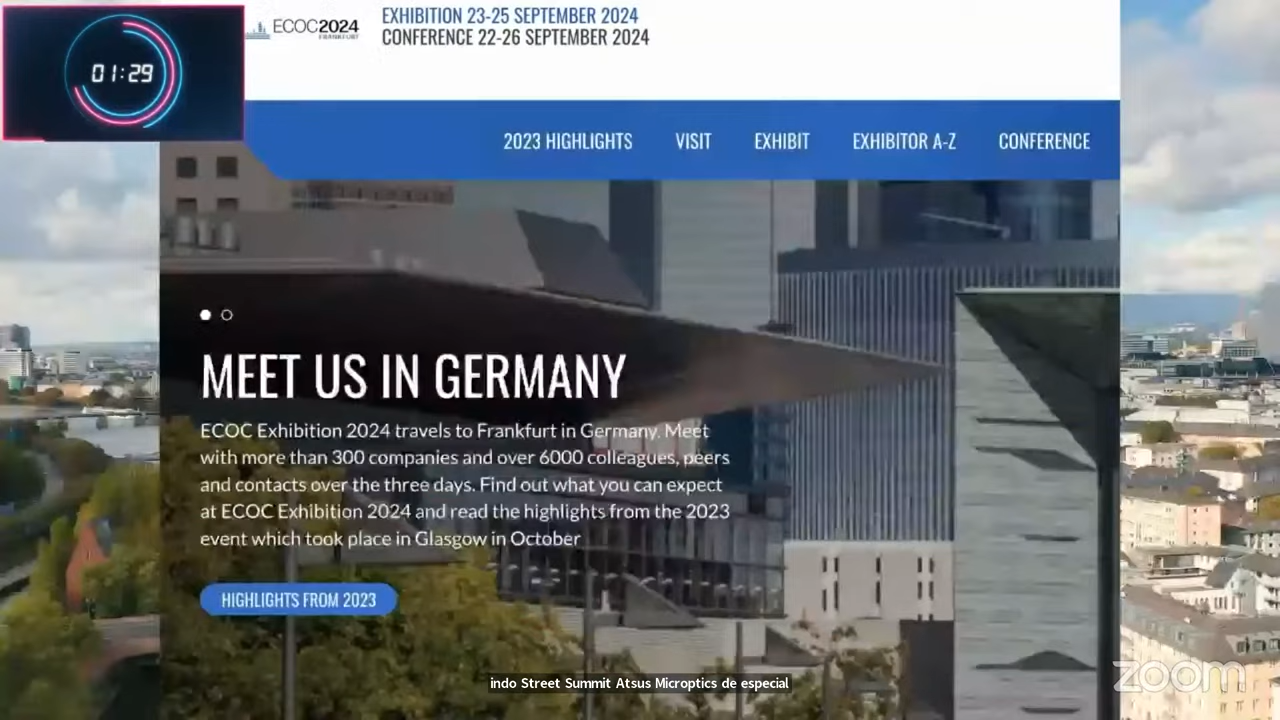 01:29
ECOC2024
FRANKFURT
EXHIBITION 23-25 SEPTEMBER 2024
CONFERENCE 22-26 SEPTEMBER 2024
2023 HIGHLIGHTS
VISIT
EXHIBIT
EXHIBITOR A-Z
CONFERENCE
MEET US IN GERMANY
ECOC Exhibition 2024 travels to Frankfurt in Germany. Meet
with more than 300 companies and over 6000 colleagues, peers
and contacts over the three days. Find out what you can expect
at ECOC Exhibition 2024 and read the highlights from the 2023
event which took place in Glasgow in October
HIGHLIGHTS FROM 2023
indo Street Summit Atsus Microptics de especial
zoom